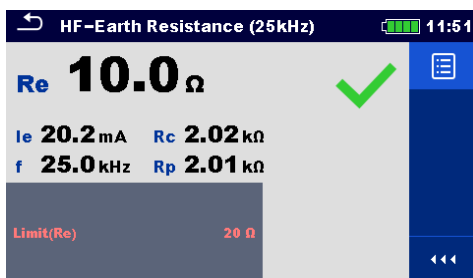 HF-Earth Resistance (25kHz) 11:51
Re 10.0 Ω
Ie 20.2 mA Rc 2.02 kΩ
f 25.0 kHz Rp 2.01 kΩ
Limit(Re) 20 Ω